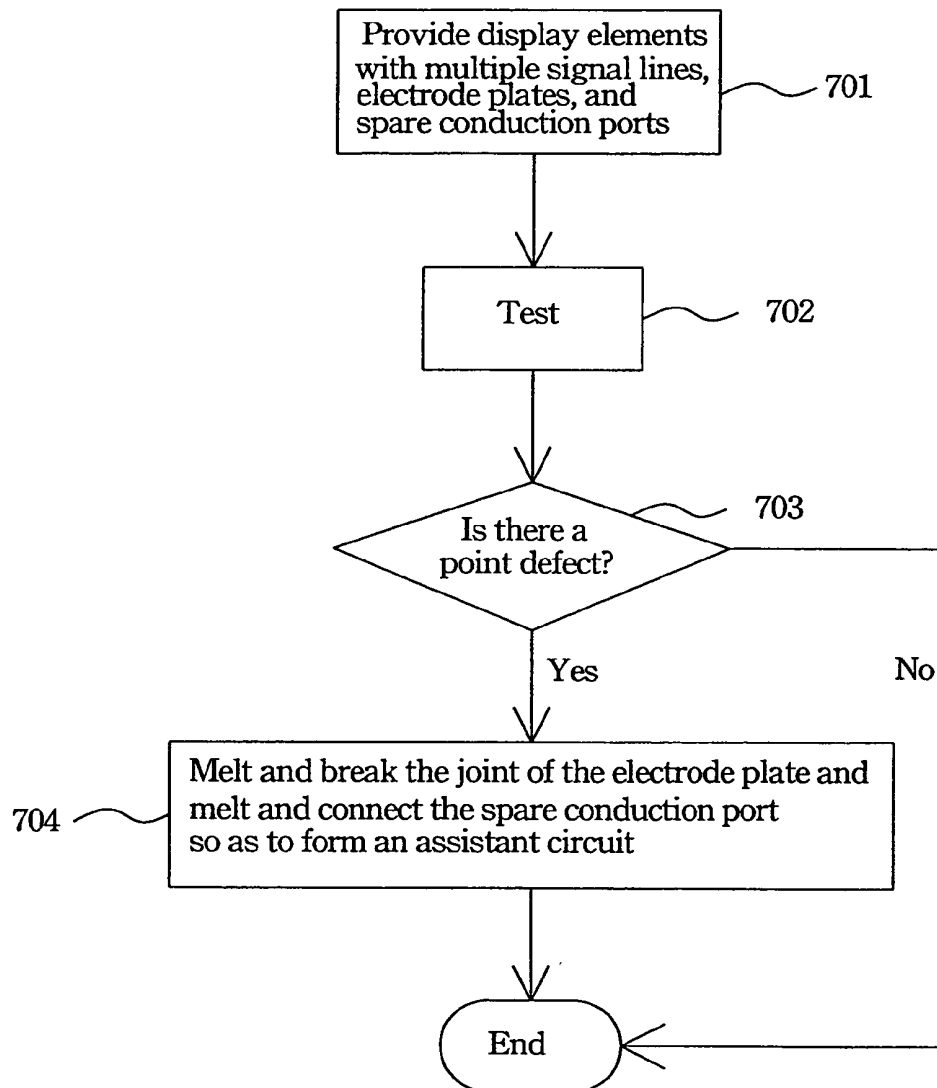 Provide display elements
with multiple signal lines,
electrode plates, and
spare conduction ports
701
Test
702
703
Is there a
point defect?
Yes
No
Melt and break the joint of the electrode plate and
melt and connect the spare conduction port
so as to form an assistant circuit
704
End